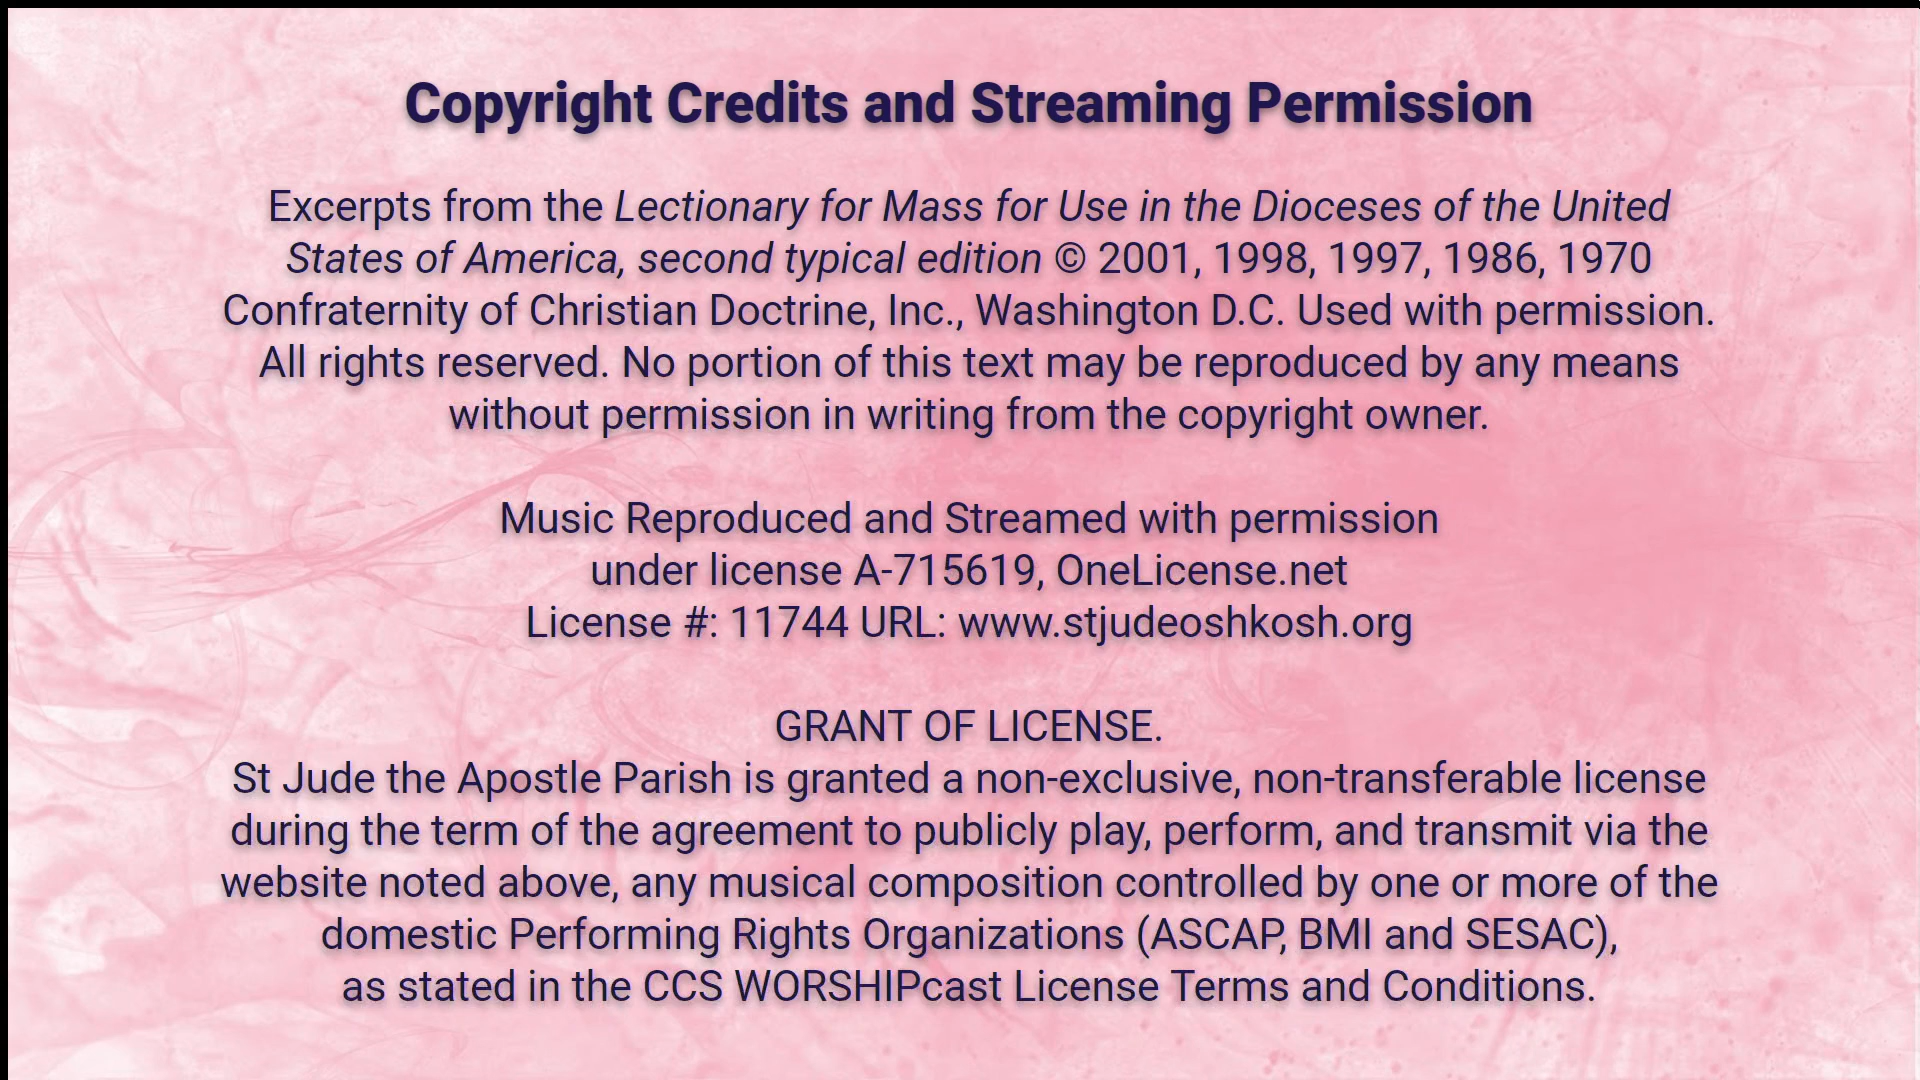 Copyright Credits and Streaming Permission
Excerpts from the Lectionary for Mass for Use in the Dioceses of the United
States of America, second typical edition © 2001, 1998, 1997, 1986, 1970
Confraternity of Christian Doctrine, Inc., Washington D.C. Used with permission.
All rights reserved. No portion of this text may be reproduced by any means
without permission in writing from the copyright owner.
Music Reproduced and Streamed with permission
under license A-715619, OneLicense.net
License #: 11744 URL: www.stjudeoshkosh.org
GRANT OF LICENSE.
St Jude the Apostle Parish is granted a non-exclusive, non-transferable license
during the term of the agreement to publicly play, perform, and transmit via the
website noted above, any musical composition controlled by one or more of the
domestic Performing Rights Organizations (ASCAP, BMI and SESAC),
as stated in the CCS WORSHIPcast License Terms and Conditions.